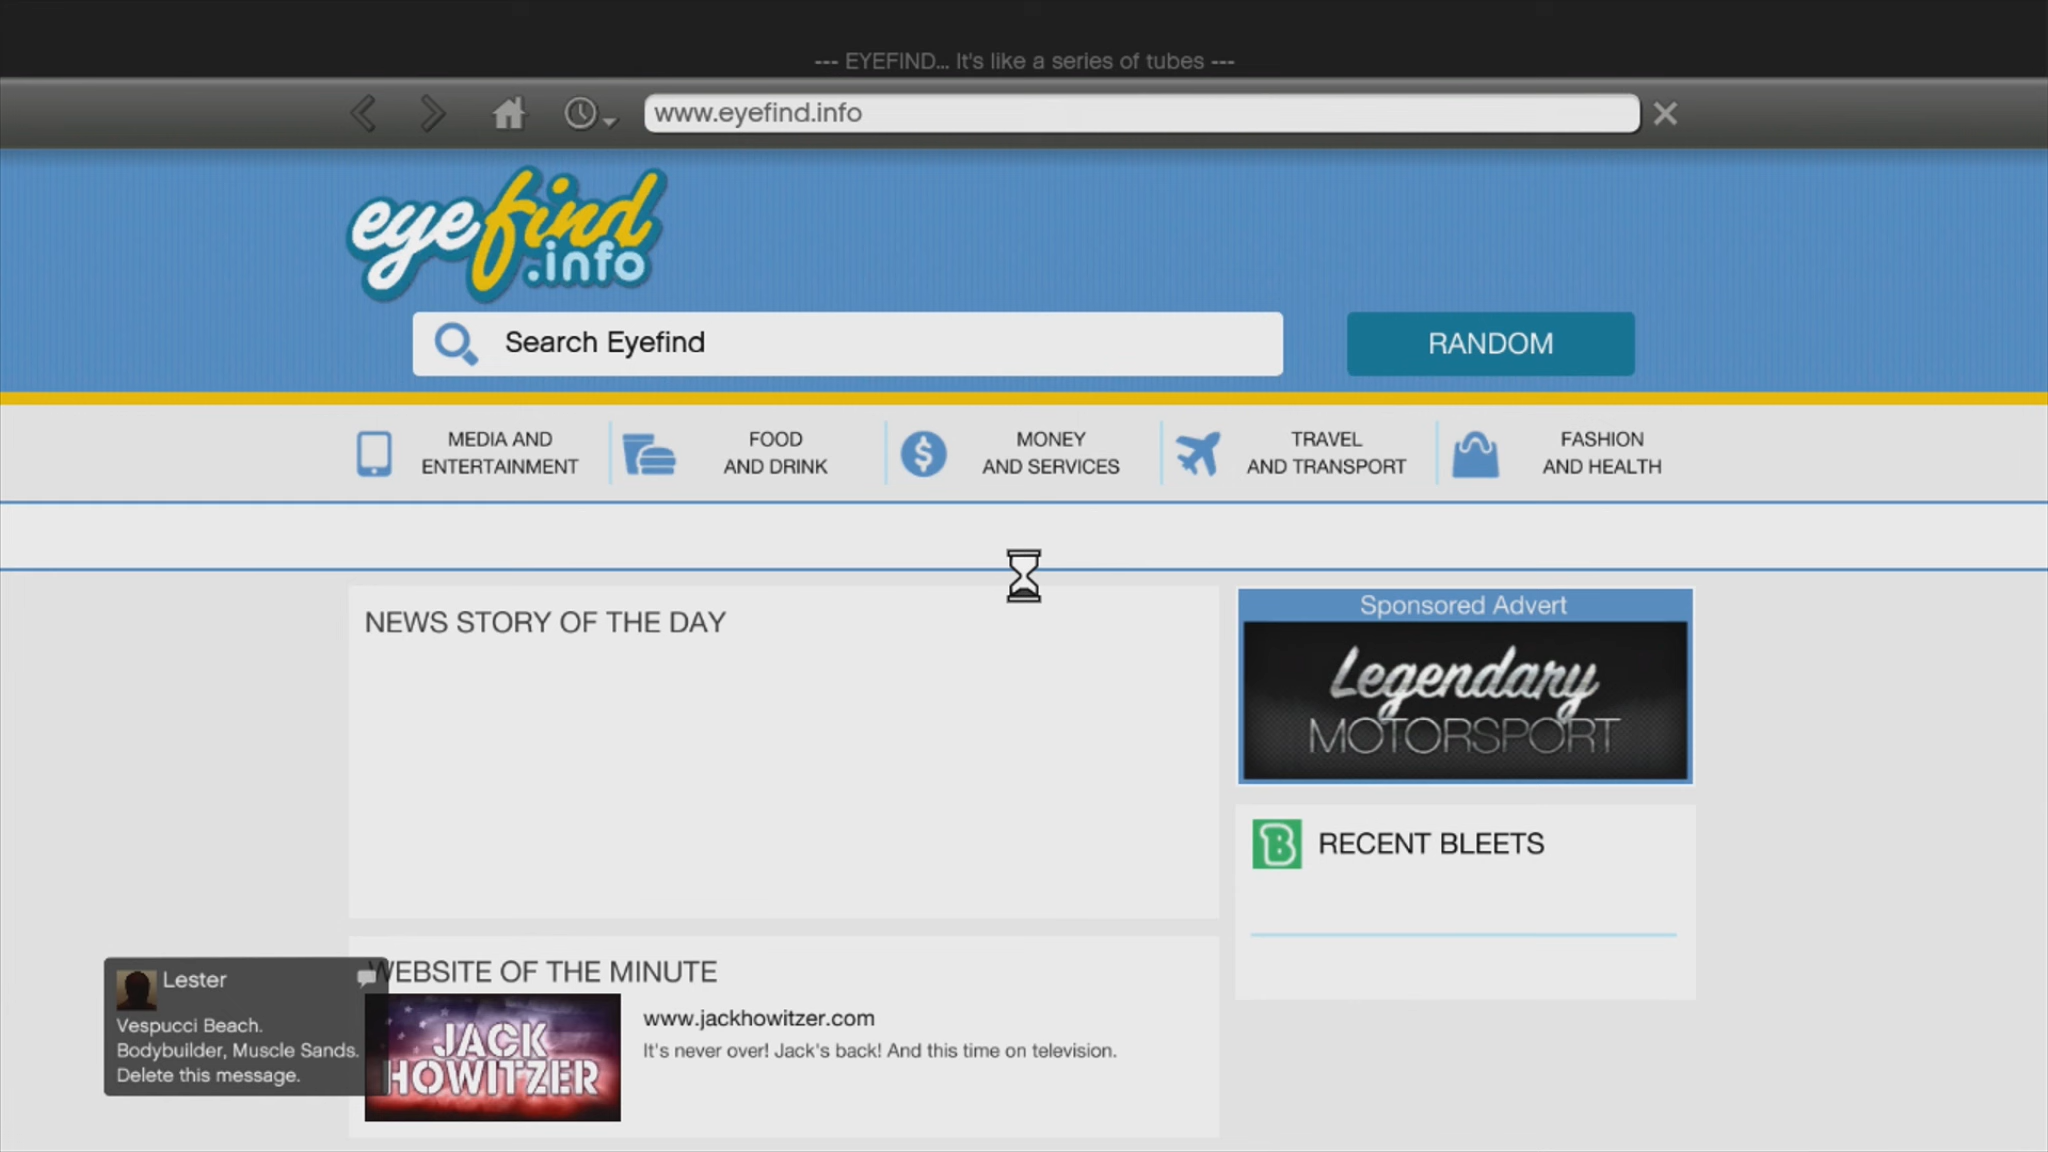 --- EYEFIND... It's like a series of tubes ---
www.eyefind.info
eyefind
.info
Search Eyefind
RANDOM
MEDIA AND
ENTERTAINMENT
FOOD
AND DRINK
MONEY
AND SERVICES
TRAVEL
AND TRANSPORT
FASHION
AND HEALTH
NEWS STORY OF THE DAY
Sponsored Advert
Legendary
MOTORSPORT
B RECENT BLEETS
WEBSITE OF THE MINUTE
JACK
HOWITZER
www.jackhowitzer.com
It's never over! Jack's back! And this time on television.
Lester
Vespucci Beach.
Bodybuilder, Muscle Sands.
Delete this message.